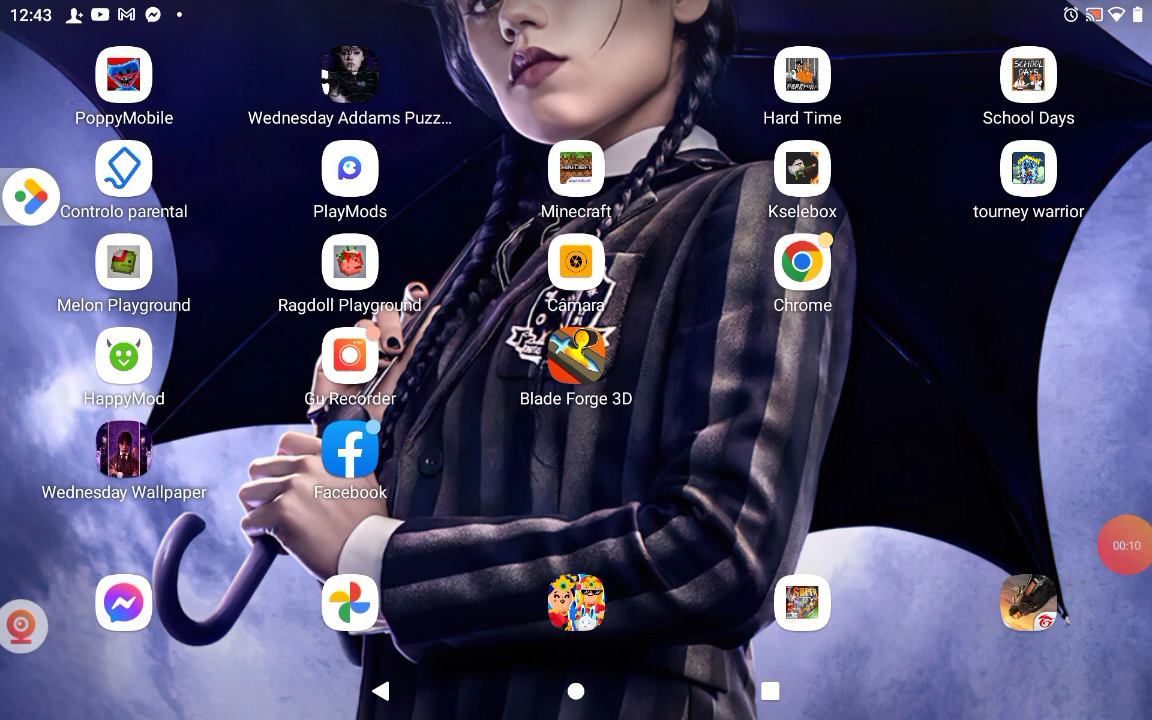 12:43
PoppyMobile
Wednesday Addams Puzz...
Hard Time
School Days
Controlo parental
PlayMods
Minecraft
Kselebox
tourney warrior
Melon Playground
Ragdoll Playground
Câmara
Chrome
HappyMod
Gu Recorder
Blade Forge 3D
Wednesday Wallpaper
Facebook
00:10